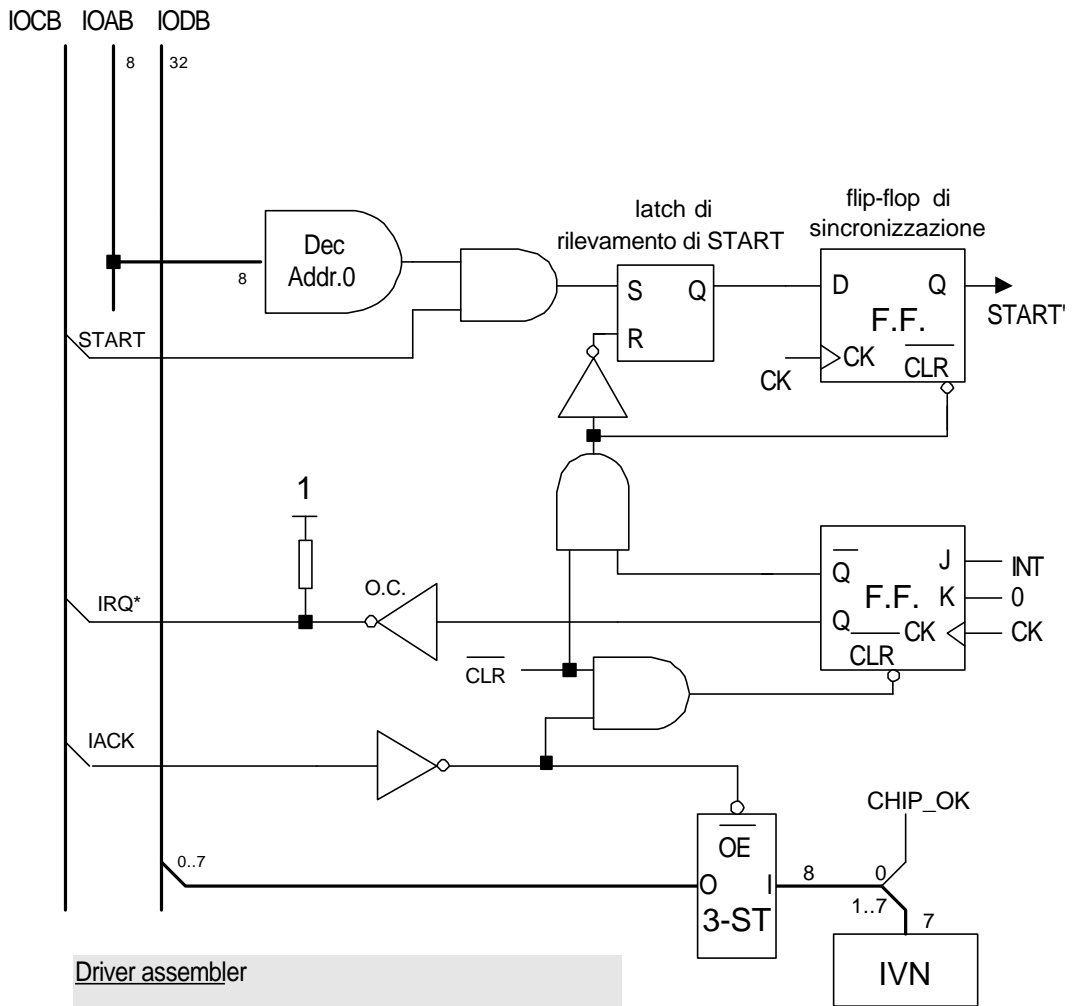 IOCB IOAB IODB
8 32
latch di
rilevamento di START
flip-flop di
sincronizzazione
Dec
Addr.0
8
S Q
R
D Q
F.F.
CK
CLR
CK
START'
START
1
O.C.
IRQ*
Q
J
INT
F.F.
K
0
Q
CK
CK
CLR
CLR
IACK
CHIP_OK
OE
0..7
O I
3-ST
8
0
1..7
7
IVN
Driver assembler